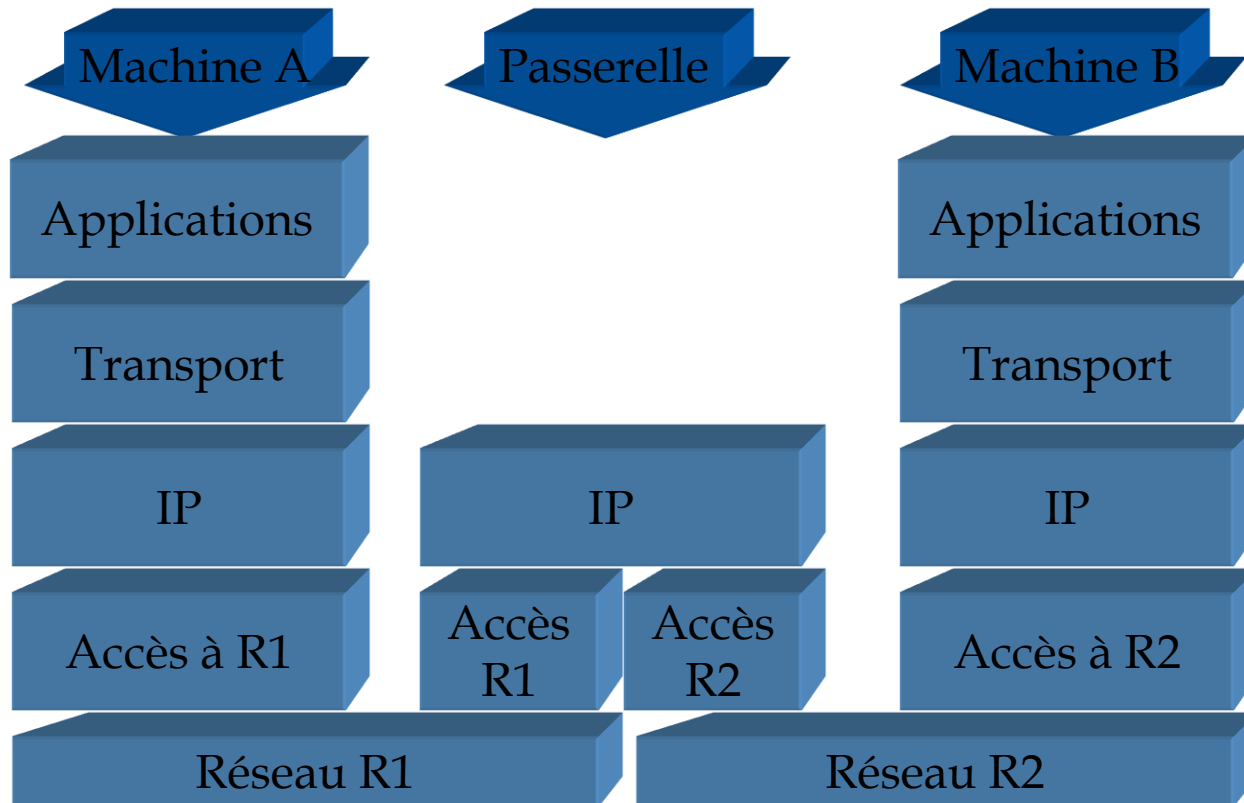 Machine A
Passerelle
Machine B
Applications
Applications
Transport
Transport
IP
IP
IP
Accès à R1
Accès
R1
Accès
R2
Accès à R2
Réseau R1
Réseau R2